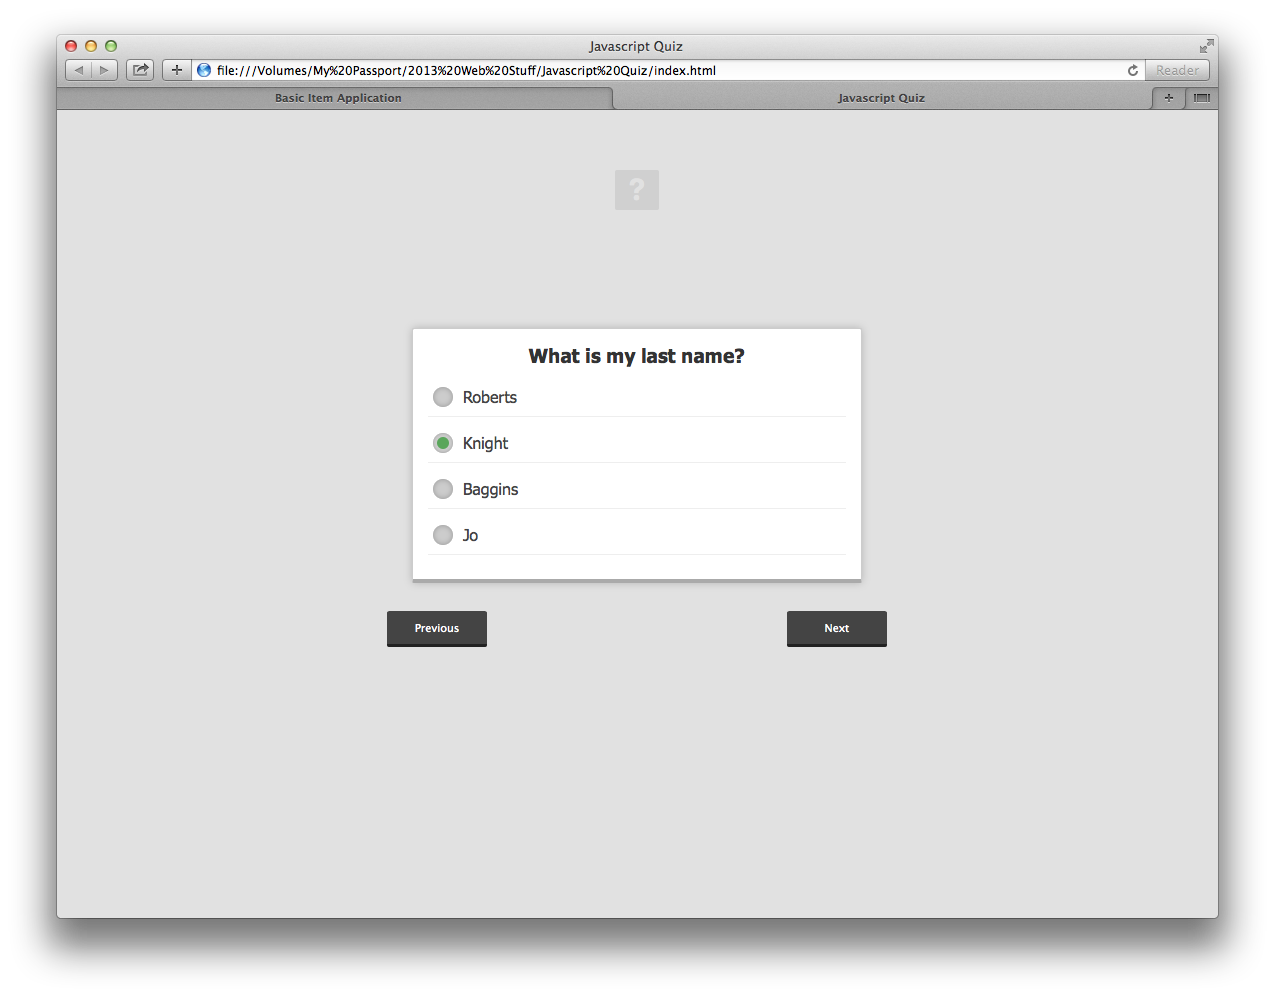 Javascript Quiz
file:///Volumes/My%20Passport/2013%20Web%20Stuff/Javascript%20Quiz/index.html
Reader
Basic Item Application
Javascript Quiz
?
What is my last name?
Roberts
Knight
Baggins
Jo
Previous
Next